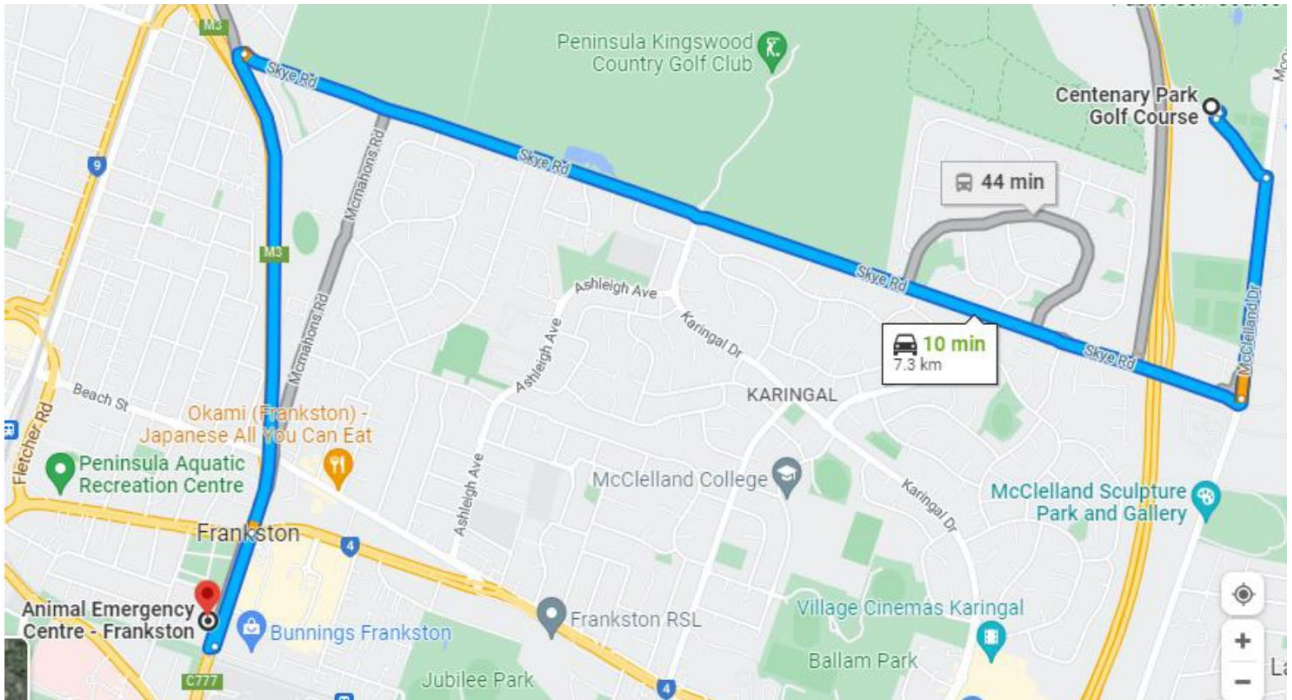 M3
Skye Rd
Peninsula Kingswood
Country Golf Club
Centenary Park
Golf Course
9
Mcmahons Rd
Skye Rd
44 min
M3
Ashleigh Ave
Skye Rd
Karingal Dr
McClelland Dr
Mcmahons Rd
10 min
7.3 km
Skye Rd
Ashleigh Ave
Beach St
KARINGAL
Fletcher Rd
Okami (Frankston) -
Japanese All You Can Eat
Peninsula Aquatic
Recreation Centre
McClelland College
Ashleigh Ave
Karingal Dr
McClelland Sculpture
Park and Gallery
Frankston
4
Animal Emergency
Centre - Frankston
Bunnings Frankston
Frankston RSL
Village Cinemas Karingal
Ballam Park
Jubilee Park
C777
4
+
−